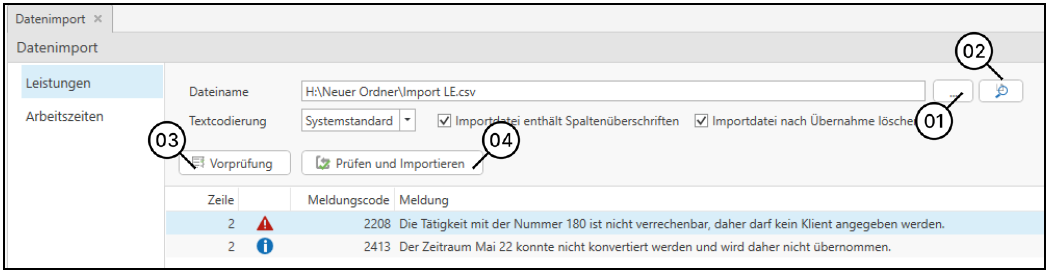 Datenimport ×
Datenimport
02
Leistungen
Dateiname H:\Neuer Ordner\Import LE.csv ...
Arbeitszeiten
Textcodierung Systemstandard Importdatei enthält Spaltenüberschriften Importdatei nach Übernahme lösche 01
03 04
Vorprüfung Prüfen und Importieren
Zeile Meldungscode Meldung
2 2208 Die Tätigkeit mit der Nummer 180 ist nicht verrechenbar, daher darf kein Klient angegeben werden.
2 2413 Der Zeitraum Mai 22 konnte nicht konvertiert werden und wird daher nicht übernommen.